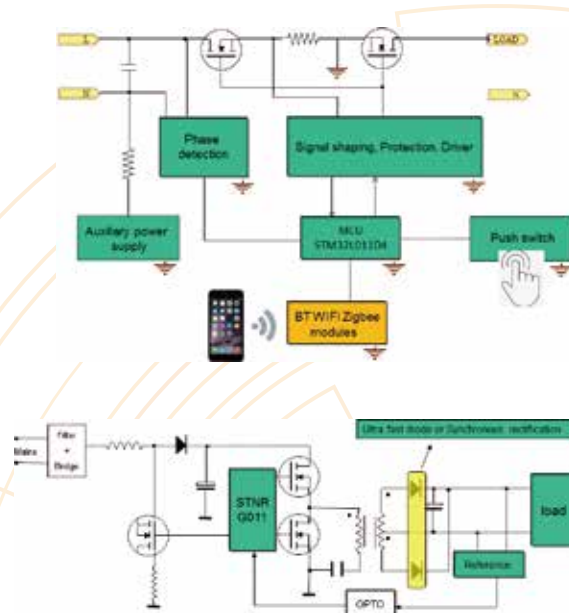 L
LOAD
N
N
Phase
detection
Signal shaping, Protection, Driver
Auxiliary power
supply
MCU
STM32L011D4
Push switch
BT WiFi Zigbee
modules
Ultra fast diode or Synchronous rectification
Mains
Filter
+
Bridge
STNR
G011
load
Reference
OPTO